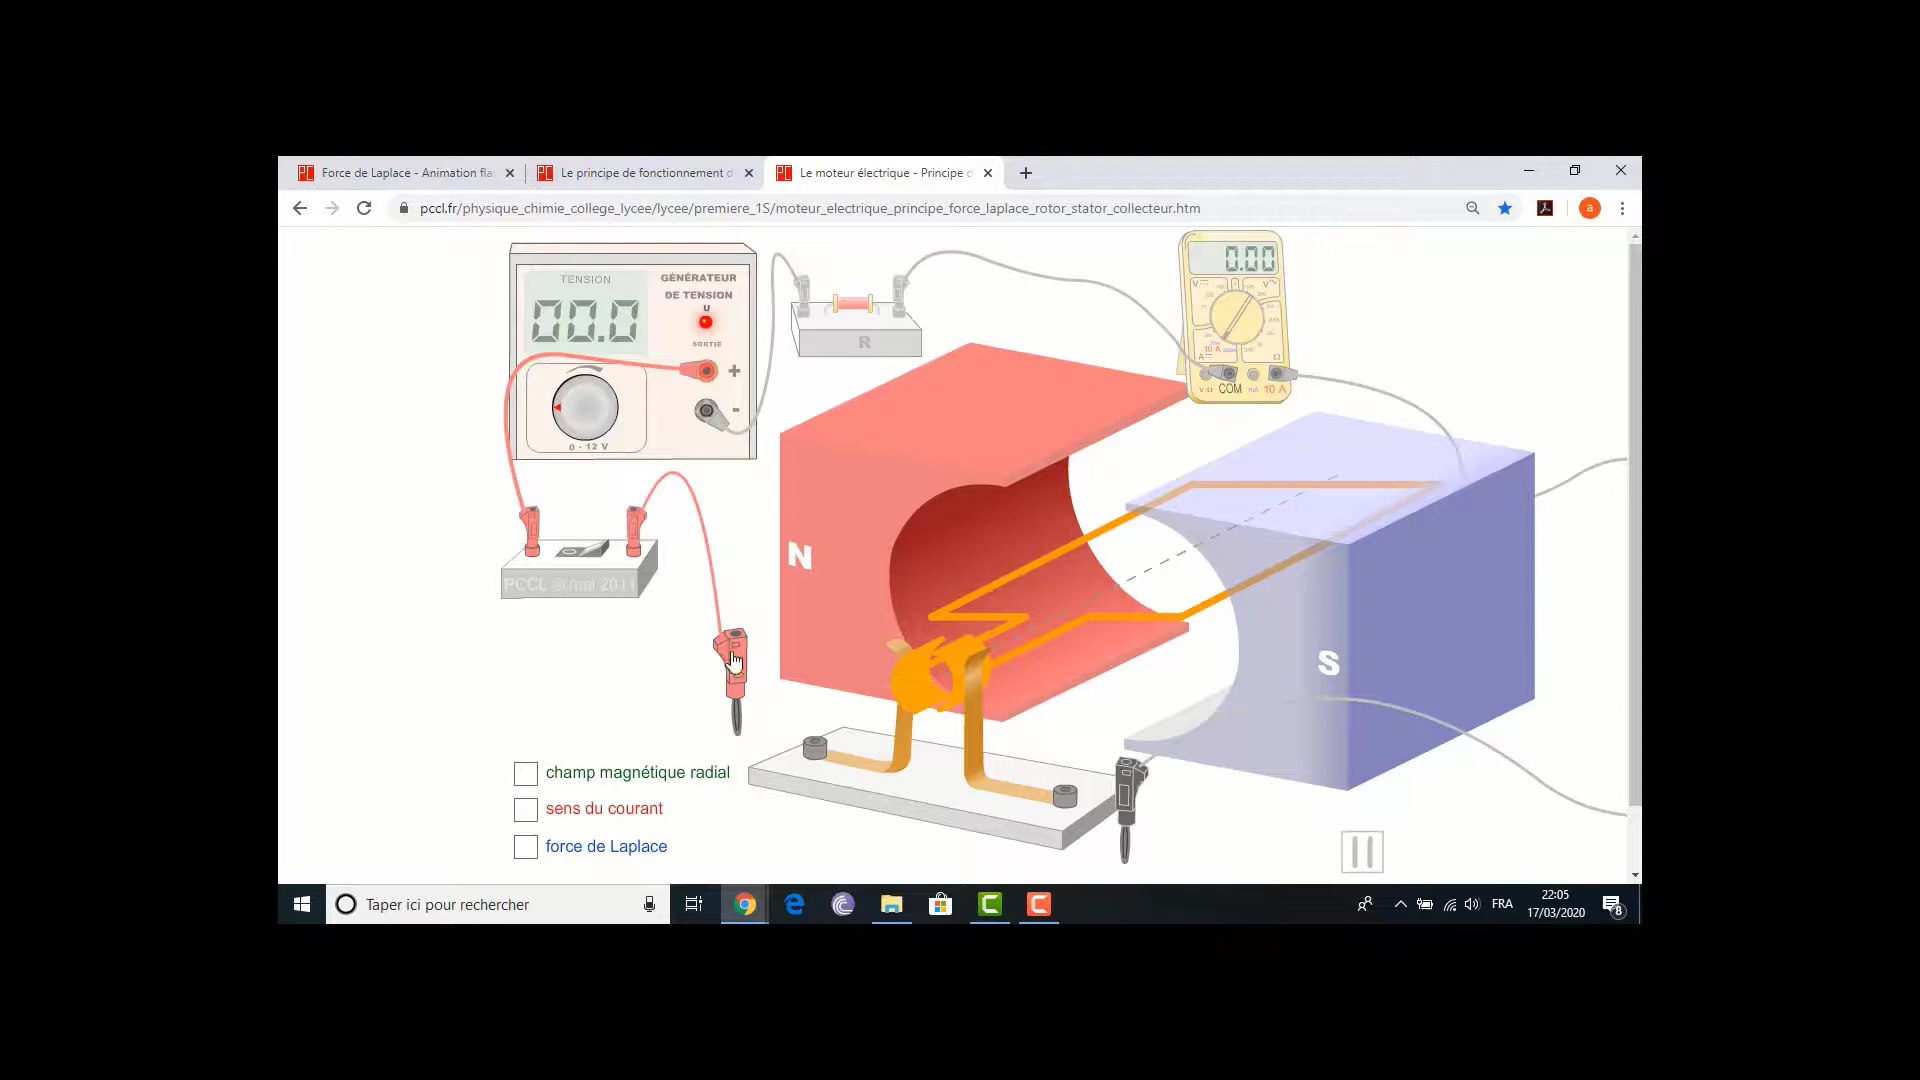 Force de Laplace - Animation fla
Le principe de fonctionnement d
Le moteur électrique - Principe d
pccl.fr/physique_chimie_college_lycee/lycee/premiere_1S/moteur_electrique_principe_force_laplace_rotor_stator_collecteur.htm
a
TENSION
GÉNÉRATEUR
DE TENSION
U
00.0
SORTIE
+
-
0 - 12 V
R
0.00
COM
10 A
PCCL @ mai 2011
N
S
champ magnétique radial
sens du courant
force de Laplace
Taper ici pour rechercher
FRA
22:05
17/03/2020
8